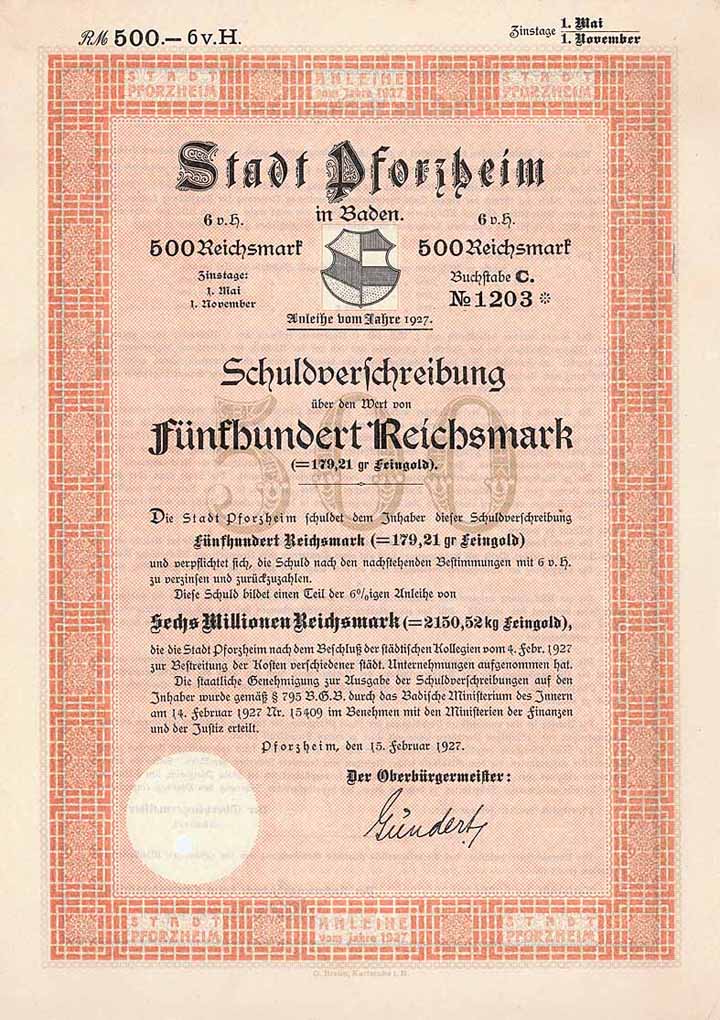 RM 500.— 6 v. H.
Zinstage 1. Mai
1. November
STADT
PFORZHEIM
ANLEIHE
vom Jahre 1927
STADT
PFORZHEIM
Stadt Pforzheim
in Baden.
6 v. H.
500 Reichsmark
Zinstage:
1. Mai
1. November
6 v. H.
500 Reichsmark
Buchstabe C.
No 1203 *
Anleihe vom Jahre 1927.
500
Schuldverschreibung
über den Wert von
Fünfhundert Reichsmark
(= 179,21 gr Feingold).
Die Stadt Pforzheim schuldet dem Inhaber dieser Schuldverschreibung
Fünfhundert Reichsmark (= 179,21 gr Feingold)
und verpflichtet sich, die Schuld nach den nachstehenden Bestimmungen mit 6 v. H.
zu verzinsen und zurückzuzahlen.
Diese Schuld bildet einen Teil der 6%igen Anleihe von
Sechs Millionen Reichsmark (= 2150,52 kg Feingold),
die die Stadt Pforzheim nach dem Beschluß der städtischen Kollegien vom 4. Febr. 1927
zur Bestreitung der Kosten verschiedener städt. Unternehmungen aufgenommen hat.
Die staatliche Genehmigung zur Ausgabe der Schuldverschreibungen auf den
Inhaber wurde gemäß § 795 B.G.B. durch das Badische Ministerium des Innern
am 14. Februar 1927 Nr. 15409 im Benehmen mit den Ministerien der Finanzen
und der Justiz erteilt.
Pforzheim, den 15. Februar 1927.
Der Oberbürgermeister:
Gündert
STADT
PFORZHEIM
ANLEIHE
vom Jahre 1927
STADT
PFORZHEIM
G. Braun, Karlsruhe i. B.